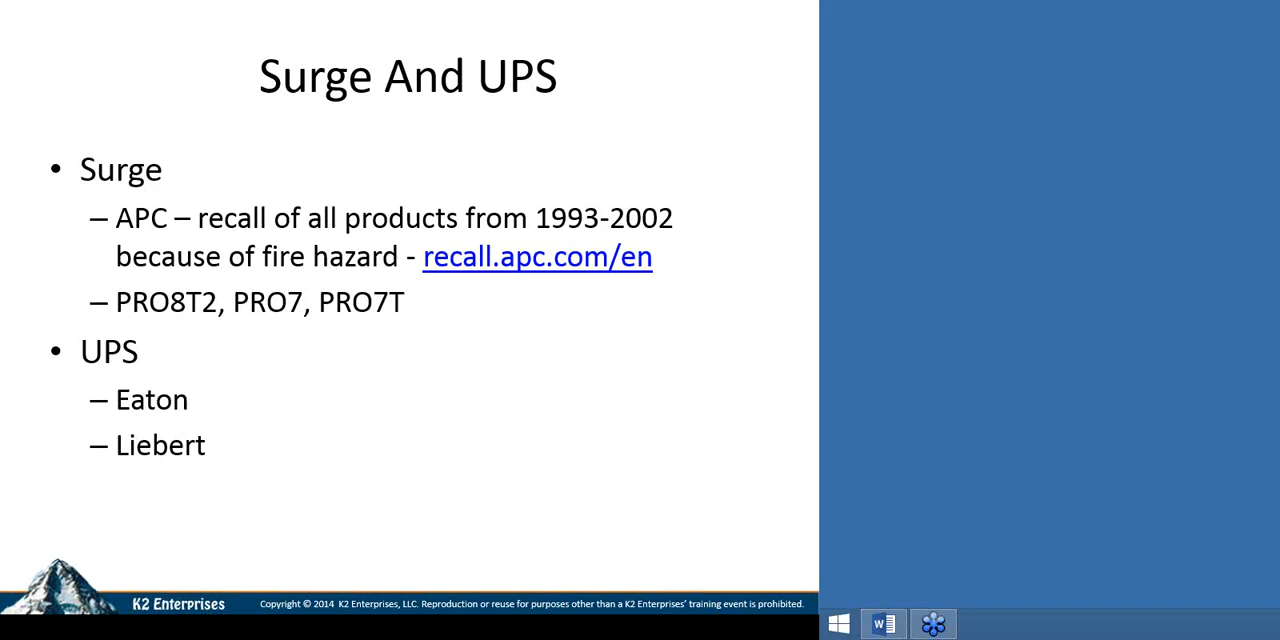 Surge And UPS
• Surge
– APC – recall of all products from 1993-2002
because of fire hazard - recall.apc.com/en
– PRO8T2, PRO7, PRO7T
• UPS
– Eaton
– Liebert
K2 Enterprises
Copyright © 2014 K2 Enterprises, LLC. Reproduction or reuse for purposes other than a K2 Enterprises' training event is prohibited.
W